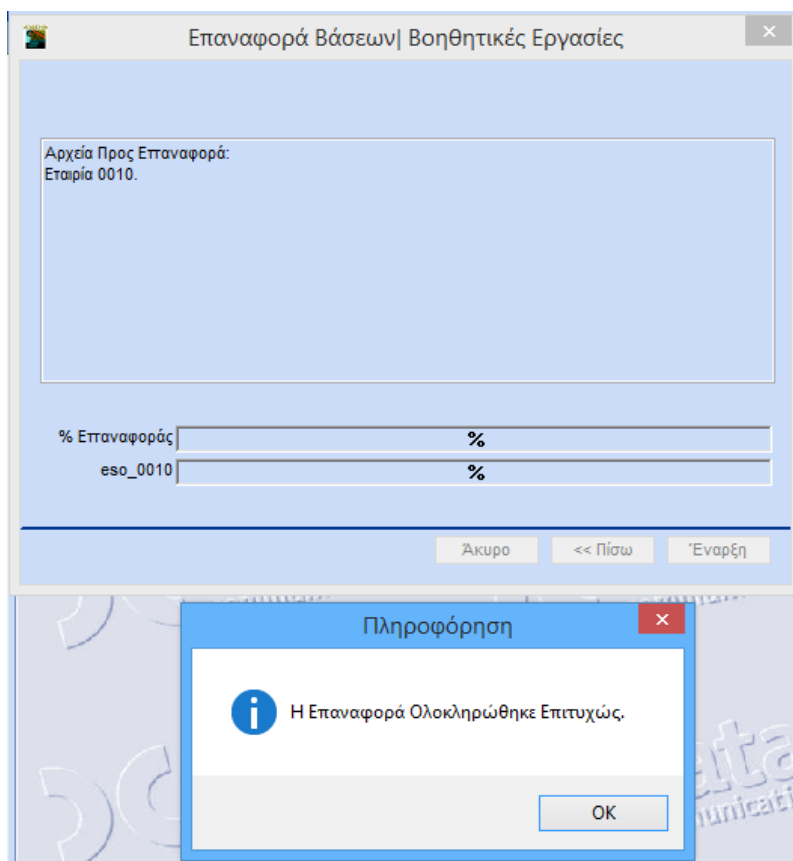 Επαναφορά Βάσεων| Βοηθητικές Εργασίες
Αρχεία Προς Επαναφορά:
Εταιρία 0010.
% Επαναφοράς
%
eso_0010
%
Άκυρο
<< Πίσω
Έναρξη
Πληροφόρηση
Η Επαναφορά Ολοκληρώθηκε Επιτυχώς.
OK